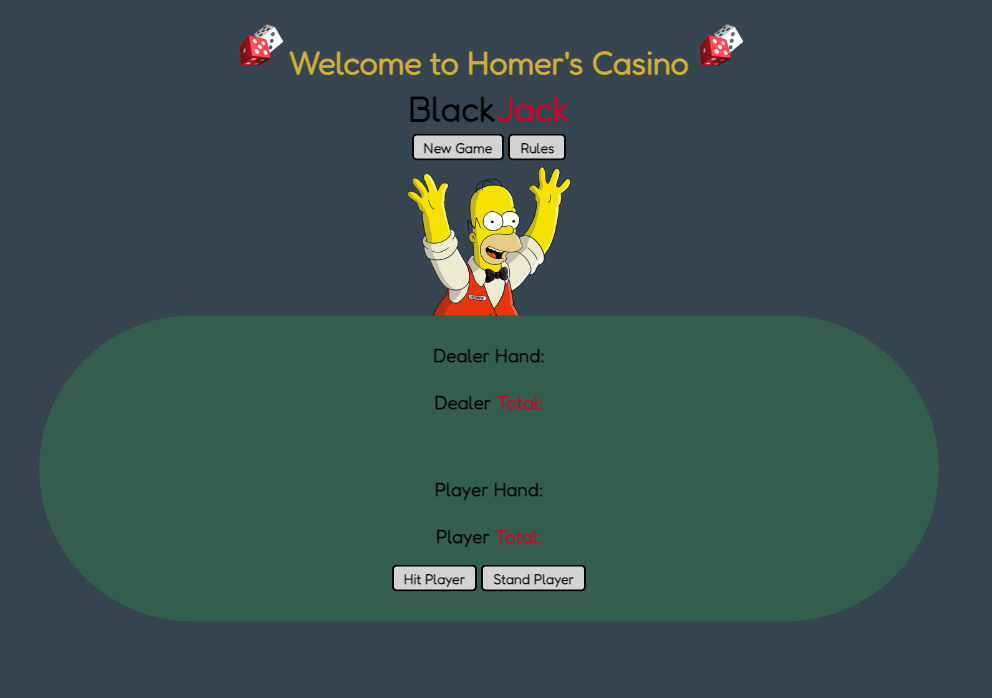 Welcome to Homer's Casino
BlackJack
New Game Rules
Dealer Hand:
Dealer Total:
Player Hand:
Player Total:
Hit Player Stand Player